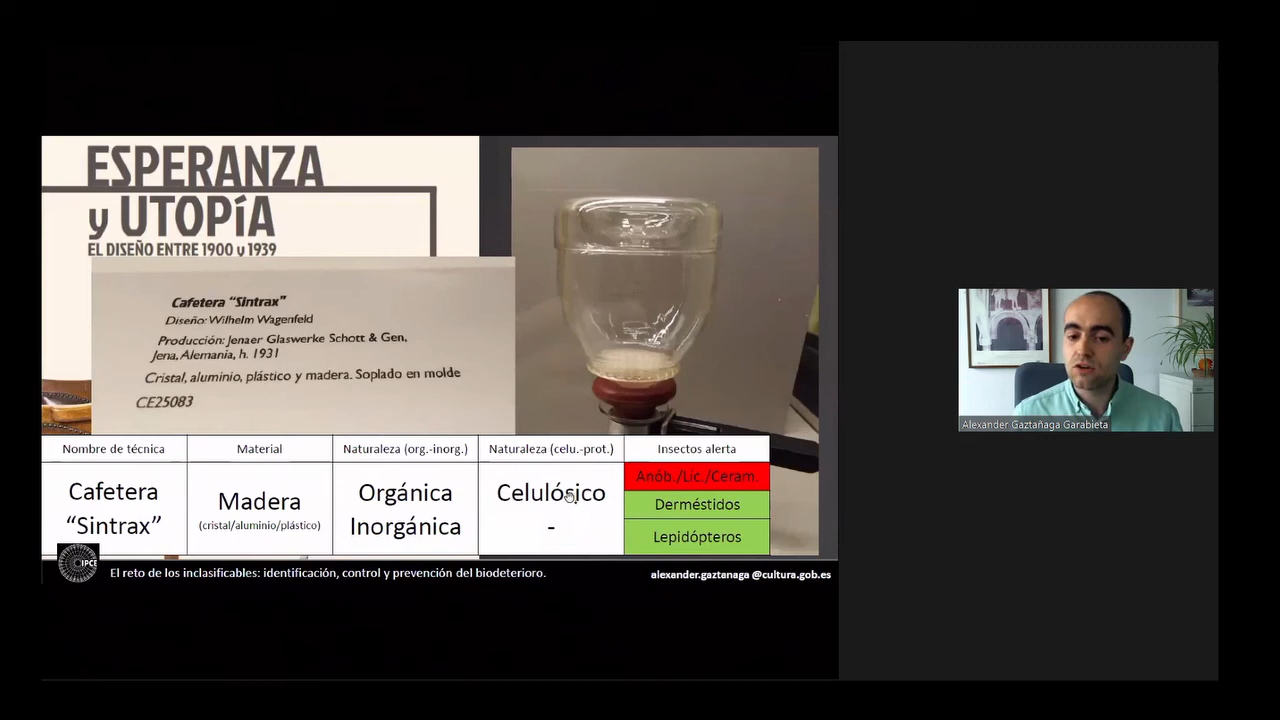 ESPERANZA
y UTOPíA
EL DISEÑO ENTRE 1900 y 1939
Cafetera "Sintrax"
Diseño: Wilhelm Wagenfeld
Producción: Jenaer Glaswerke Schott & Gen,
Jena, Alemania, h. 1931
Cristal, aluminio, plástico y madera. Soplado en molde
CE25083
Nombre de técnica
Material
Naturaleza (org.-inorg.)
Naturaleza (celu.-prot.)
Insectos alerta
Cafetera
"Sintrax"
Madera
(cristal/aluminio/plástico)
Orgánica
Inorgánica
Celulósico
-
Anób./Líc./Ceram.
Derméstidos
Lepidópteros
IPCE
El reto de los inclasificables: identificación, control y prevención del biodeterioro.
alexander.gaztanaga @cultura.gob.es
Alexander Gaztañaga Garabieta